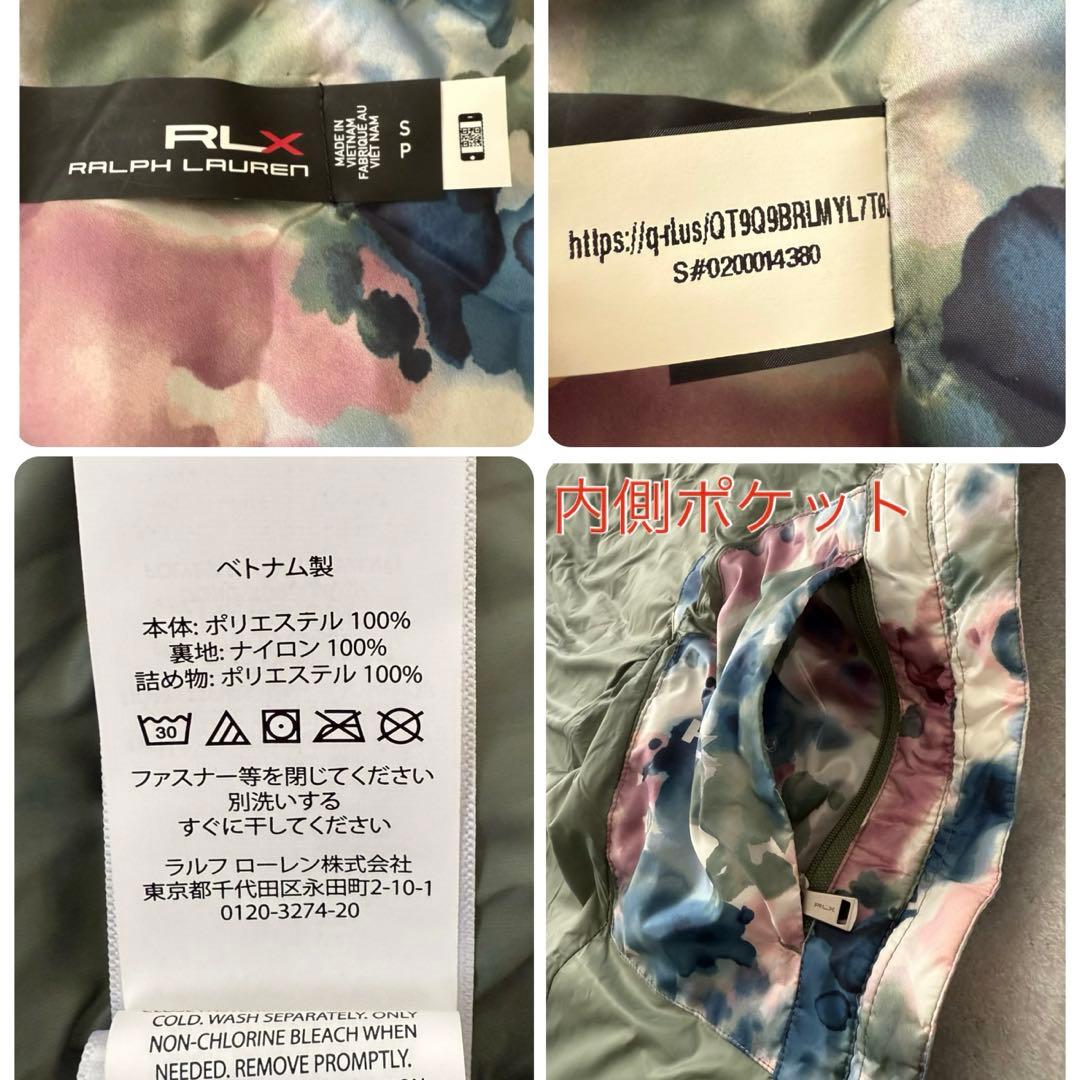 RLX
RALPH LAUREN
MADE IN
VIETNAM
FABRIQUÉ AU
VIET NAM
S
P
https://q-rl.us/QT9Q9BRLMYL7T0
S#0200014380
ベトナム製
本体: ポリエステル 100%
裏地: ナイロン 100%
詰め物: ポリエステル 100%
30
ファスナー等を閉じてください
別洗いする
すぐに干してください
ラルフ ローレン株式会社
東京都千代田区永田町2-10-1
0120-3274-20
COLD. WASH SEPARATELY. ONLY
NON-CHLORINE BLEACH WHEN
NEEDED. REMOVE PROMPTLY.
内側ポケット
RLX